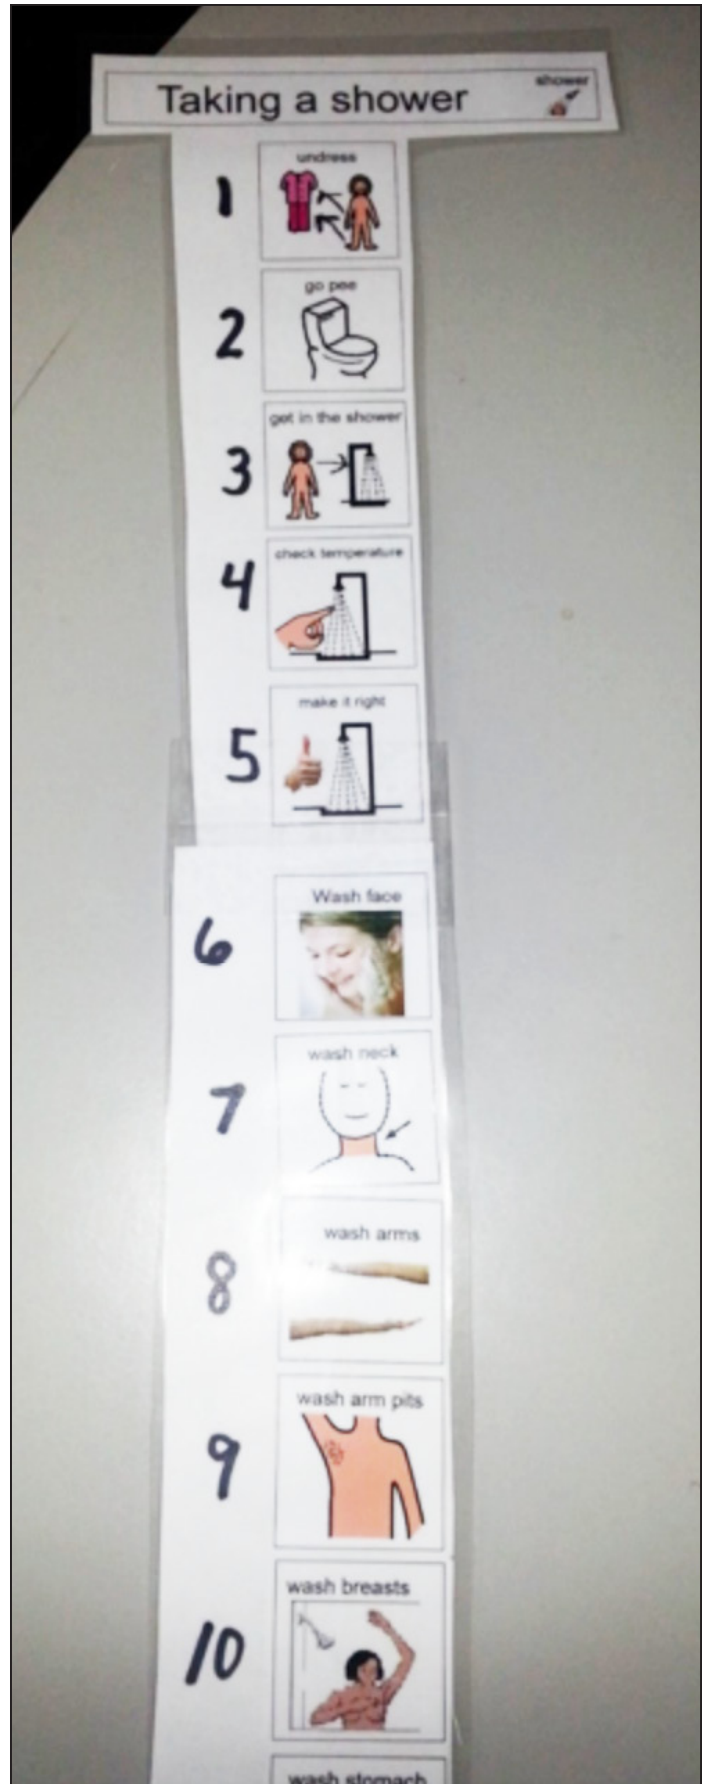 Taking a shower
shower
1
undress
2
go pee
3
get in the shower
4
check temperature
5
make it right
6
Wash face
7
wash neck
8
wash arms
9
wash arm pits
10
wash breasts
wash stomach